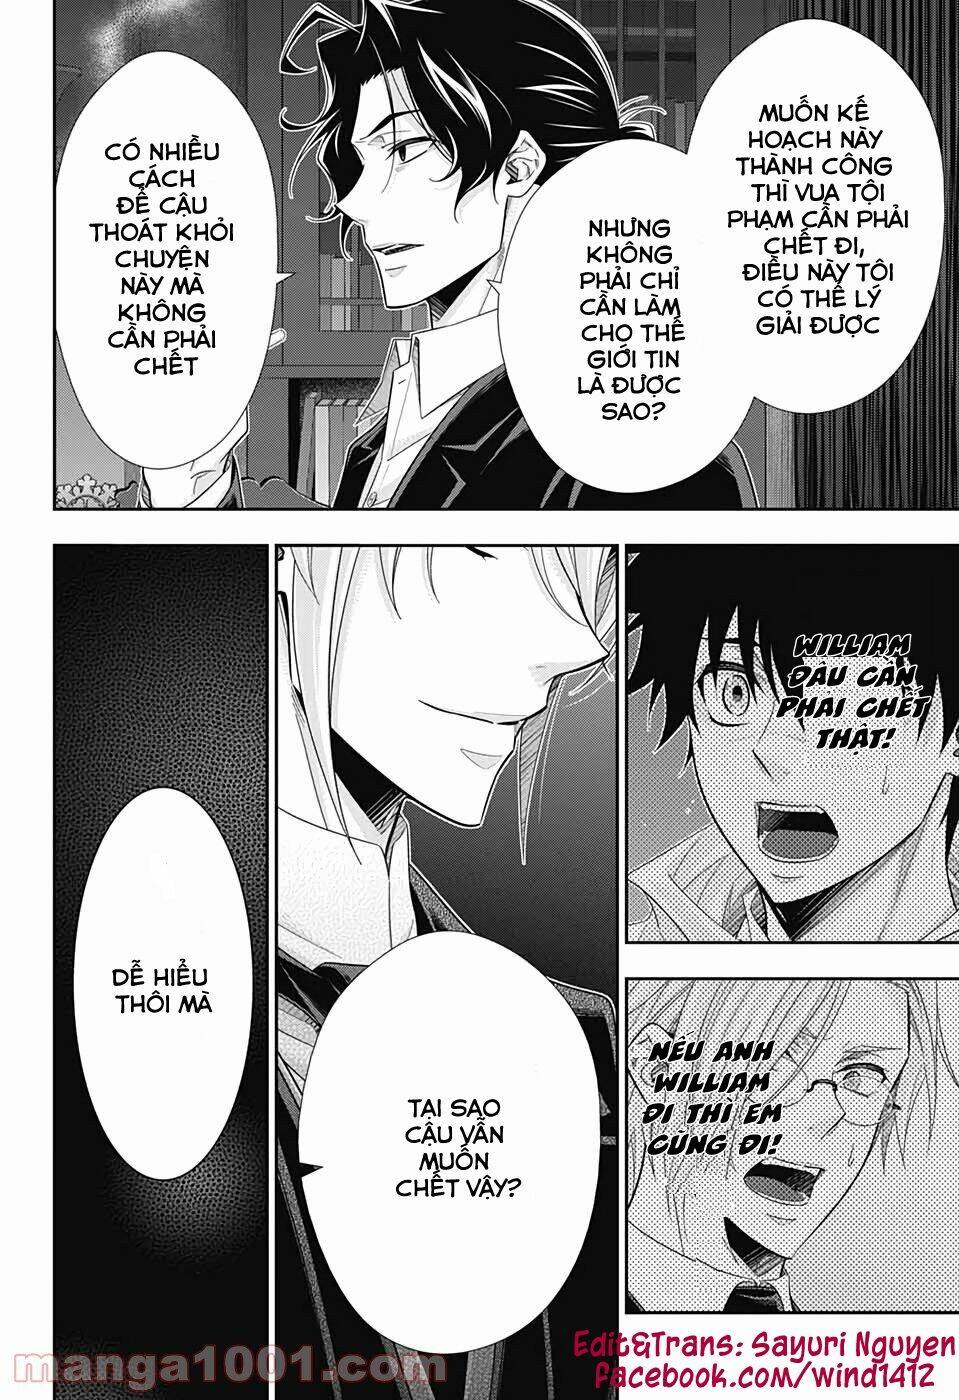 MUỐN KẾ
HOẠCH NÀY
THÀNH CÔNG
THÌ VUA TỘI
PHẠM CẦN PHẢI
CHẾT ĐI,
ĐIỀU NÀY TÔI
CÓ THỂ LÝ
GIẢI ĐƯỢC
NHƯNG
KHÔNG
PHẢI CHỈ
CẦN LÀM
CHO THẾ
GIỚI TIN
LÀ ĐƯỢC
SAO?
CÓ NHIỀU
CÁCH
ĐỂ CẬU
THOÁT KHỎI
CHUYỆN
NÀY MÀ
KHÔNG
CẦN PHẢI
CHẾT
WILLIAM
ĐÂU CẦN
PHẢI CHẾT
THẬT!
NẾU ANH
WILLIAM
ĐI THÌ EM
CŨNG ĐI!
TẠI SAO
CẬU VẪN
MUỐN
CHẾT VẬY?
DỄ HIỂU
THÔI MÀ
Edit&Trans: Sayuri Nguyen
facebook.com/wind1412
manga1001.com